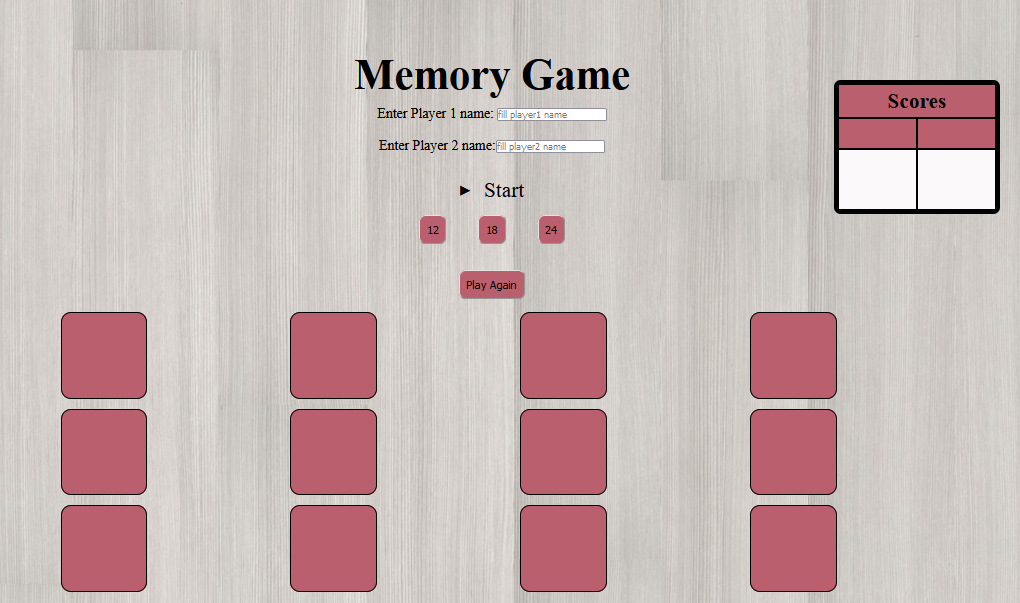 Memory Game
Enter Player 1 name: fill player1 name
Enter Player 2 name: fill player2 name
► Start
12 18 24
Play Again
Scores